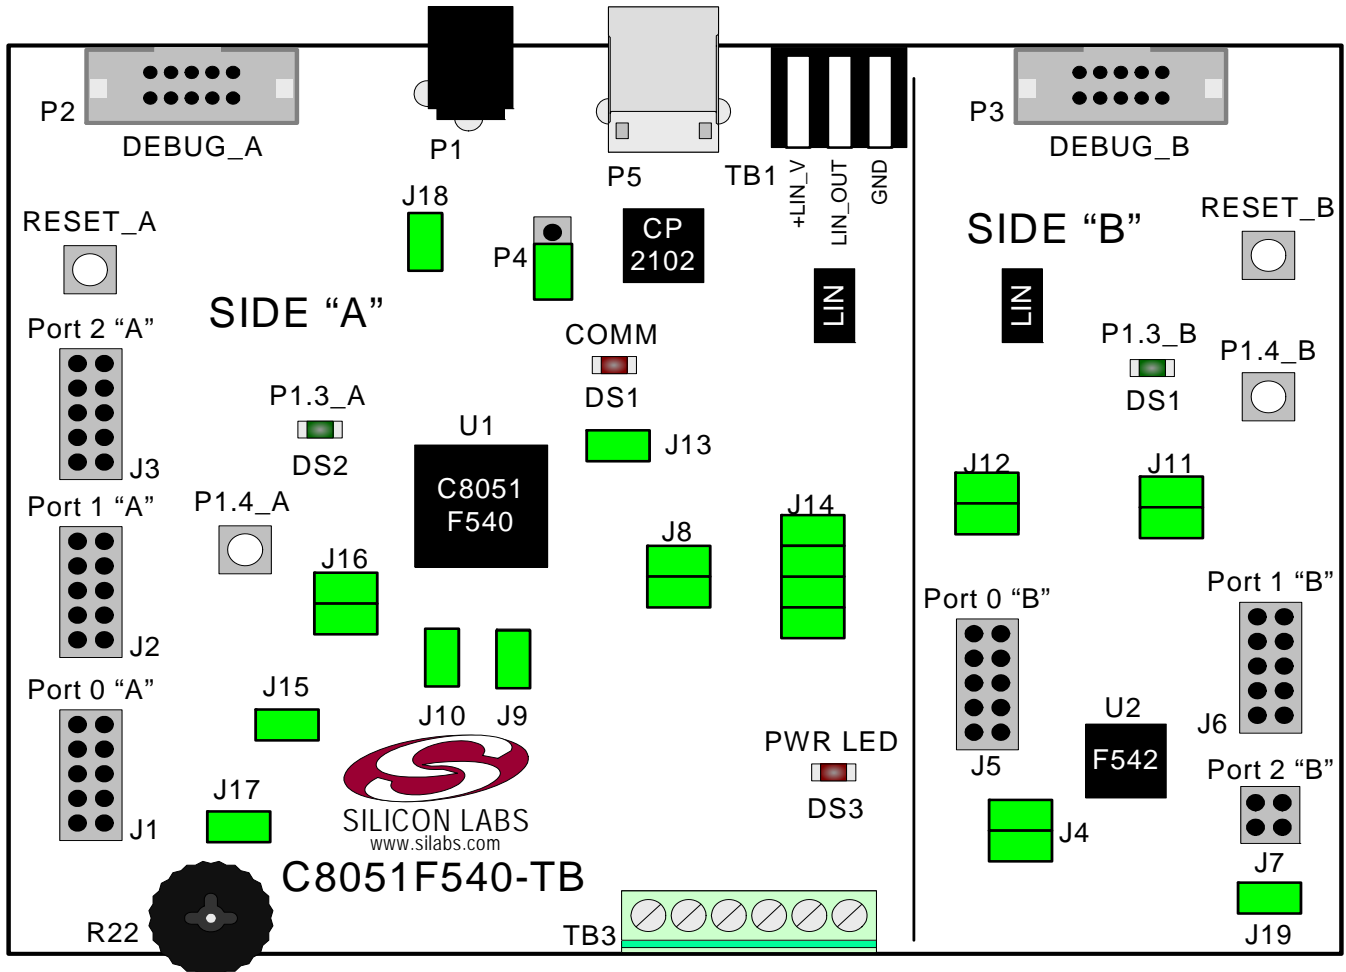 P2
DEBUG_A
P1
P5
TB1
+LIN_V
LIN_OUT
GND
P3
DEBUG_B
RESET_A
J18
P4
CP
2102
SIDE “B”
RESET_B
SIDE “A”
LIN
LIN
Port 2 “A”
COMM
DS1
P1.3_B
DS1
P1.4_B
P1.3_A
DS2
U1
C8051
F540
J13
J3
J12
J11
Port 1 “A”
P1.4_A
J14
J16
J8
J2
Port 0 “B”
Port 1 “B”
Port 0 “A”
J15
J10
J9
PWR LED
DS3
U2
F542
J5
J6
Port 2 “B”
J17
J1
SILICON LABS
www.silabs.com
C8051F540-TB
J4
J7
J19
R22
TB3